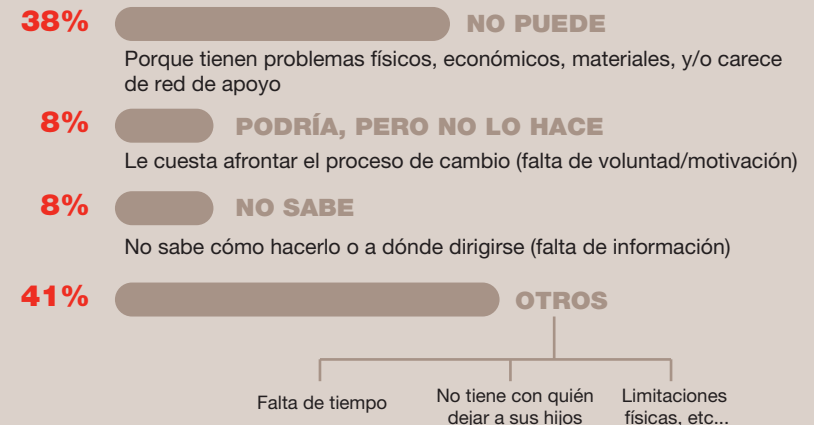 38% NO PUEDE
Porque tienen problemas físicos, económicos, materiales, y/o carece
de red de apoyo
8% PODRÍA, PERO NO LO HACE
Le cuesta afrontar el proceso de cambio (falta de voluntad/motivación)
8% NO SABE
No sabe cómo hacerlo o a dónde dirigirse (falta de información)
41% OTROS
Falta de tiempo
No tiene con quién
dejar a sus hijos
Limitaciones
físicas, etc...